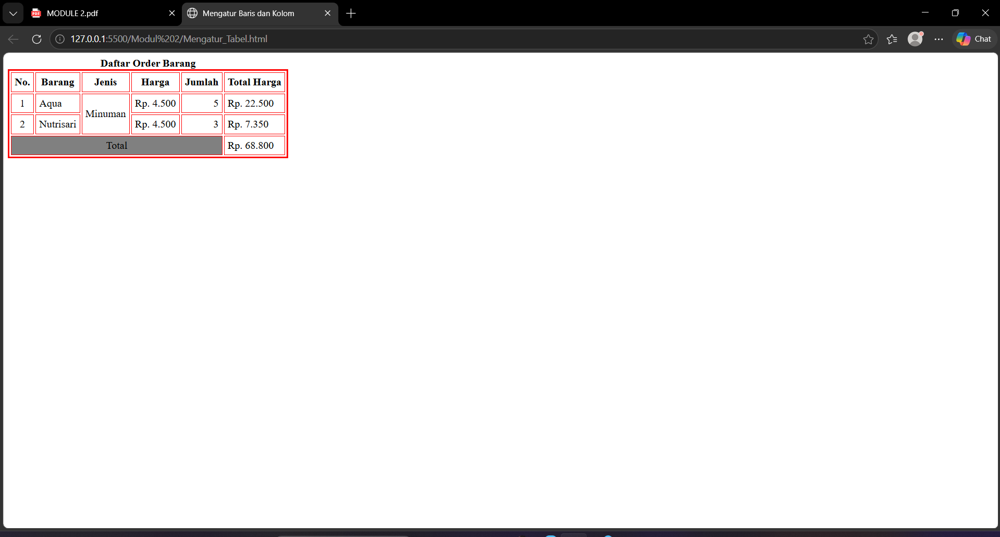 MODULE 2.pdf
Mengatur Baris dan Kolom
127.0.0.1:5500/Modul%202/Mengatur_Tabel.html
Chat
Daftar Order Barang
No. Barang Jenis Harga Jumlah Total Harga
1 Aqua Minuman Rp. 4.500 5 Rp. 22.500
2 Nutrisari Rp. 4.500 3 Rp. 7.350
Total Rp. 68.800